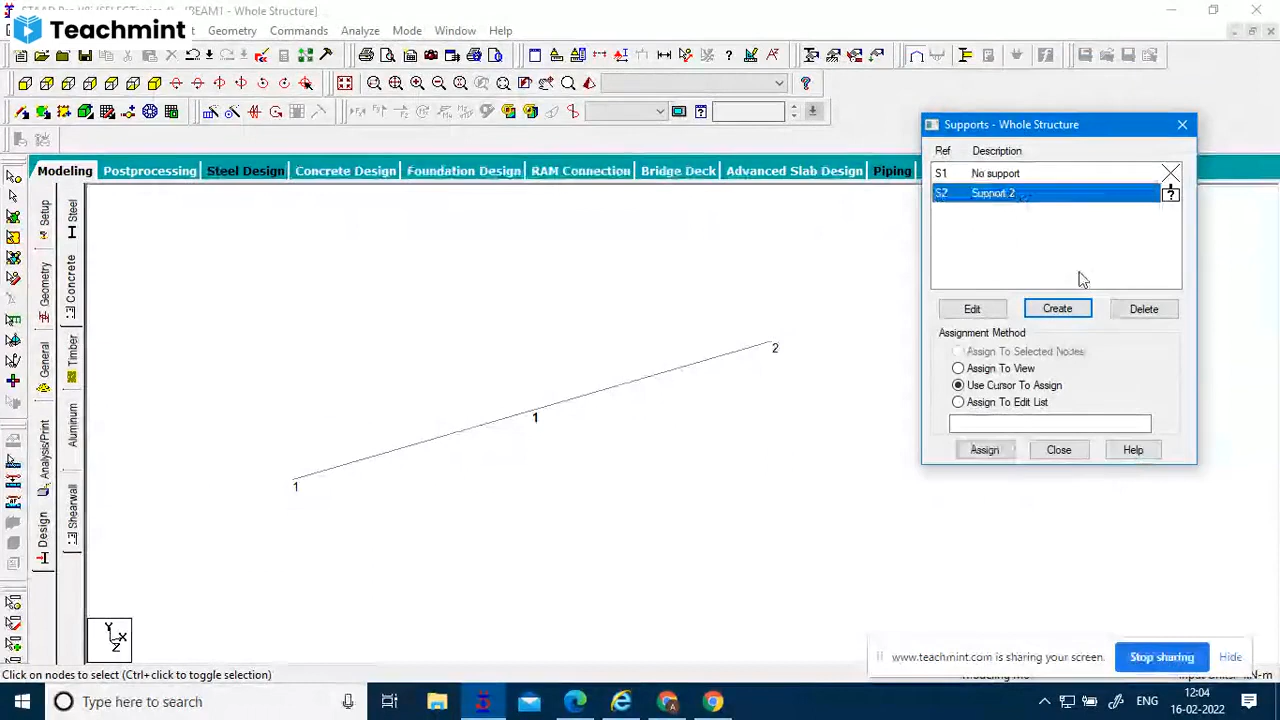 [BEAM1 - Whole Structure]
Teachmint
Geometry Commands Analyze Mode Window Help
Modeling Postprocessing Steel Design Concrete Design Foundation Design RAM Connection Bridge Deck Advanced Slab Design Piping
Setup
Geometry
General
Analysis/Print
Design
Steel
Concrete
Timber
Aluminum
Shearwall
2
1
1
Supports - Whole Structure
Ref Description
S1 No support
S2 Support 2
?
Edit Create Delete
Assignment Method
Assign To Selected Nodes
Assign To View
Use Cursor To Assign
Assign To Edit List
Assign Close Help
Y
X
Z
www.teachmint.com is sharing your screen. Stop sharing Hide
Click on nodes to select (Ctrl+click to toggle selection)
Type here to search
ENG
12:04
16-02-2022